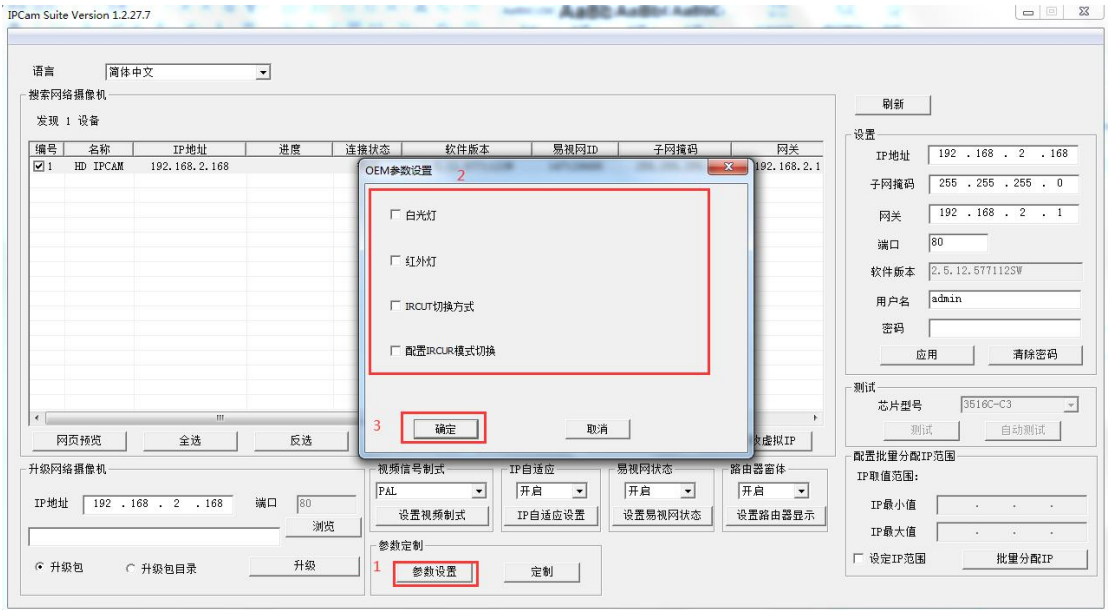 IPCam Suite Version 1.2.27.7
语言 简体中文
搜索网络摄像机
发现 1 设备
编号 名称 IP地址 进度 连接状态 软件版本 易视网ID 子网掩码 网关
1 HD IPCAM 192.168.2.168 192.168.2.1
OEM参数设置 2
白光灯
红外灯
IRCUT切换方式
配置IRCUR模式切换
3 确定 取消
网页预览 全选 反选
刷新
设置
IP地址 192 . 168 . 2 . 168
子网掩码 255 . 255 . 255 . 0
网关 192 . 168 . 2 . 1
端口 80
软件版本 2.5.12.577112SW
用户名 admin
密码
应用 清除密码
测试
芯片型号 3516C-C3
测试 自动测试
升级网络摄像机
IP地址 192 . 168 . 2 . 168 端口 80
浏览
升级包 升级包目录 升级
视频信号制式
PAL
设置视频制式
IP自适应
开启
IP自适应设置
易视网状态
开启
设置易视网状态
路由器窗体
开启
设置路由器显示
参数定制
1 参数设置 定制
配置批量分配IP范围
IP取值范围:
IP最小值 . . .
IP最大值 . . .
设定IP范围 批量分配IP